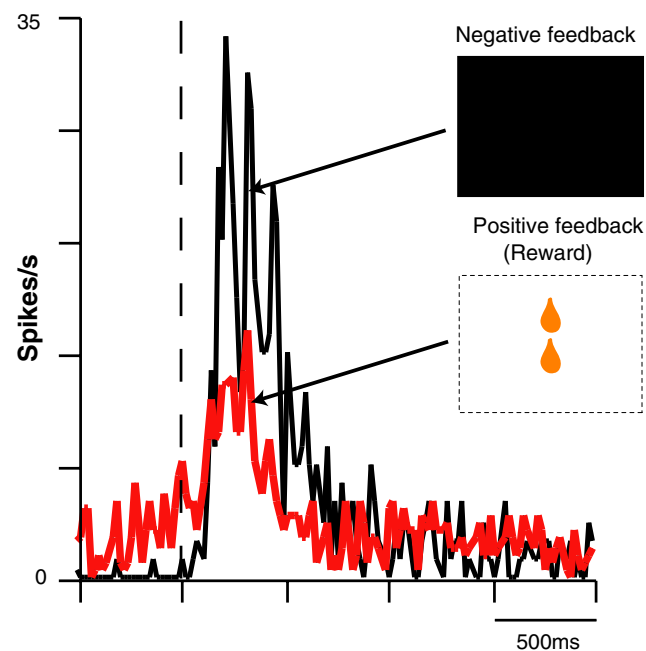 35
Negative feedback
Positive feedback
(Reward)
Spikes/s
0
500ms